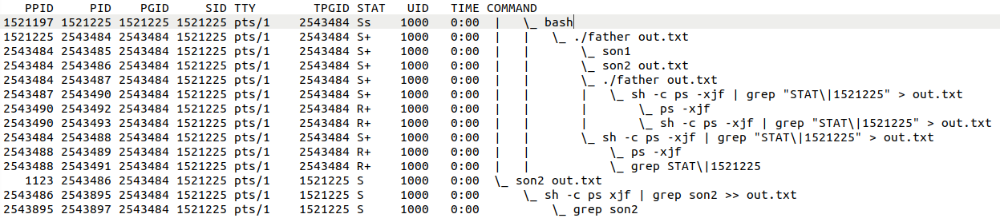 PPID PID PGID SID TTY TPGID STAT UID TIME COMMAND
1521197 1521225 1521225 1521225 pts/1 2543484 Ss 1000 0:00 | \_ bash
1521225 2543484 2543484 1521225 pts/1 2543484 S+ 1000 0:00 | | \_ ./father out.txt
2543484 2543485 2543484 1521225 pts/1 2543484 S+ 1000 0:00 | | \_ son1
2543484 2543486 2543484 1521225 pts/1 2543484 S+ 1000 0:00 | | \_ son2 out.txt
2543484 2543487 2543484 1521225 pts/1 2543484 S+ 1000 0:00 | | \_ ./father out.txt
2543487 2543490 2543484 1521225 pts/1 2543484 S+ 1000 0:00 | | | \_ sh -c ps -xjf | grep "STAT\|1521225" > out.txt
2543490 2543492 2543484 1521225 pts/1 2543484 R+ 1000 0:00 | | | \_ ps -xjf
2543490 2543493 2543484 1521225 pts/1 2543484 R+ 1000 0:00 | | | \_ sh -c ps -xjf | grep "STAT\|1521225" > out.txt
2543484 2543488 2543484 1521225 pts/1 2543484 S+ 1000 0:00 | | \_ sh -c ps -xjf | grep "STAT\|1521225" > out.txt
2543488 2543489 2543484 1521225 pts/1 2543484 R+ 1000 0:00 | | \_ ps -xjf
2543488 2543491 2543484 1521225 pts/1 2543484 R+ 1000 0:00 | | \_ grep STAT\|1521225
1123 2543486 2543484 1521225 pts/1 1521225 S 1000 0:00 \_ son2 out.txt
2543486 2543895 2543484 1521225 pts/1 1521225 S 1000 0:00 \_ sh -c ps xjf | grep son2 >> out.txt
2543895 2543897 2543484 1521225 pts/1 1521225 S 1000 0:00 \_ grep son2